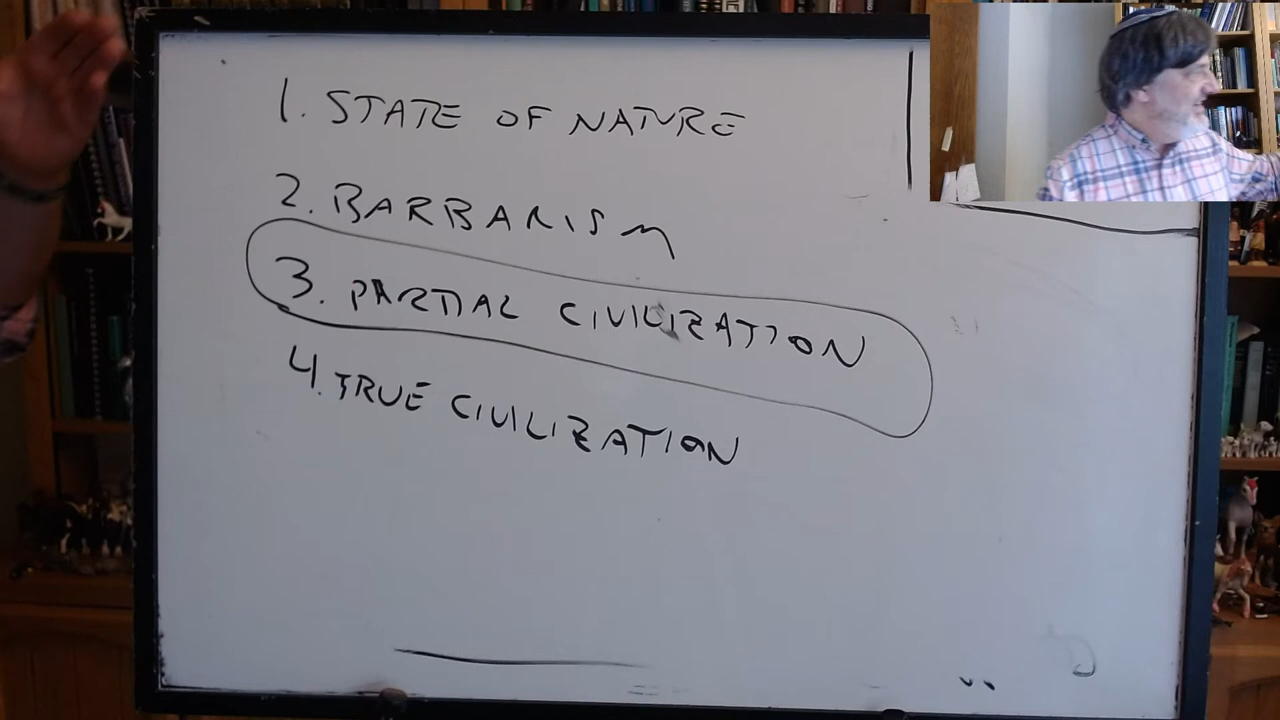 1. STATE OF NATURE
2. BARBARISM
3. PARTIAL CIVILIZATION
4. TRUE CIVILIZATION